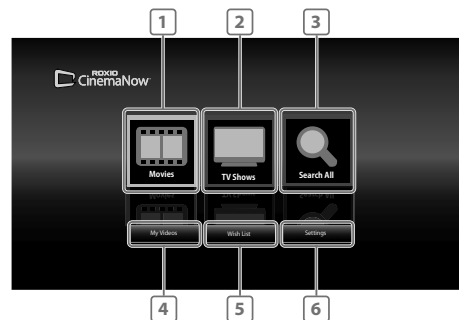 1 2 3
ROXIO
CinemaNow
Movies TV Shows Search All
My Videos Wish List Settings
4 5 6